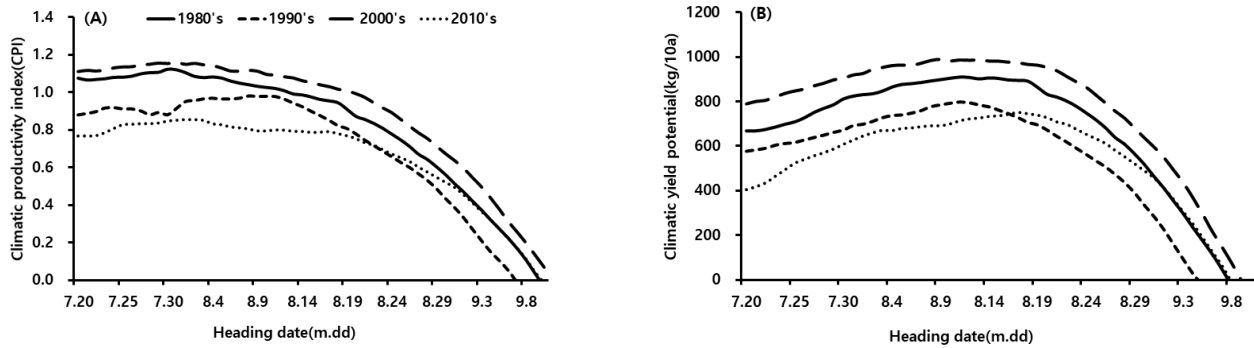 (A)
1980's 1990's 2000's 2010's
Climatic productivity index(CPI)
1.4
1.2
1.0
0.8
0.6
0.4
0.2
0.0
7.20 7.25 7.30 8.4 8.9 8.14 8.19 8.24 8.29 9.3 9.8
Heading date(m.dd)
(B)
Climatic yield potential(kg/10a)
1200
1000
800
600
400
200
0
7.20 7.25 7.30 8.4 8.9 8.14 8.19 8.24 8.29 9.3 9.8
Heading date(m.dd)